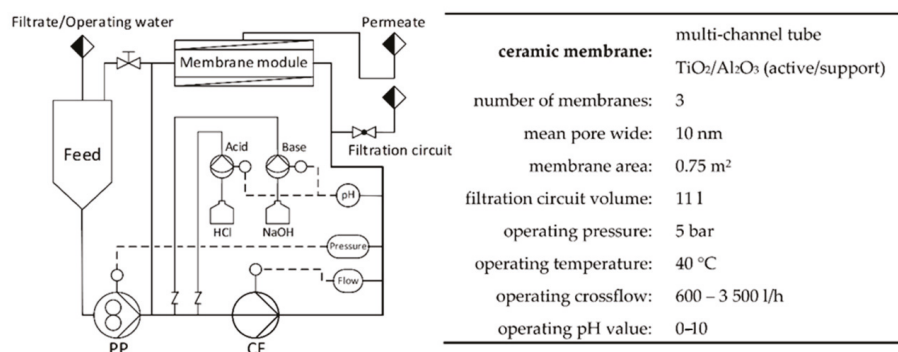 Filtrate/Operating water
Permeate
Membrane module
Filtration circuit
Feed
Acid
Base
pH
HCl
NaOH
Pressure
Flow
PP
CF
ceramic membrane: multi-channel tube
TiO₂/Al₂O₃ (active/support)
number of membranes: 3
mean pore wide: 10 nm
membrane area: 0.75 m²
filtration circuit volume: 11 l
operating pressure: 5 bar
operating temperature: 40 °C
operating crossflow: 600 – 3 500 l/h
operating pH value: 0-10